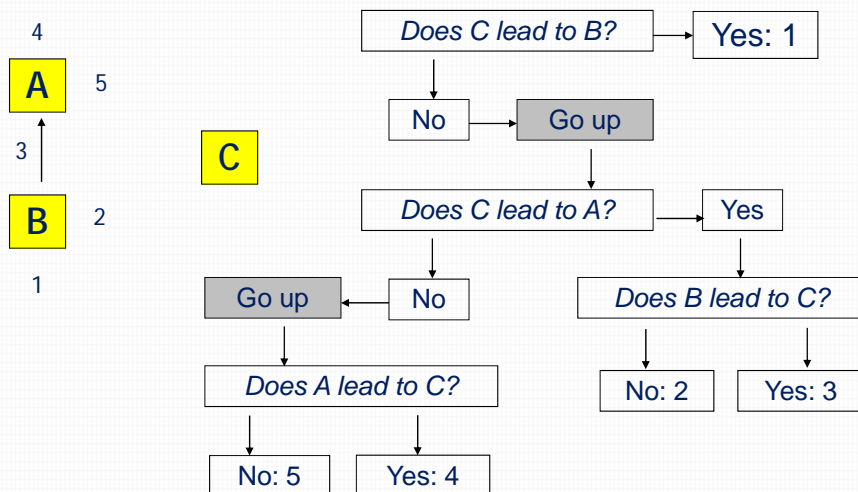 4
A
5
3
B
2
1
C
Does C lead to B?
Yes: 1
No
Go up
Does C lead to A?
Yes
Go up
No
Does B lead to C?
Does A lead to C?
No: 2
Yes: 3
No: 5
Yes: 4